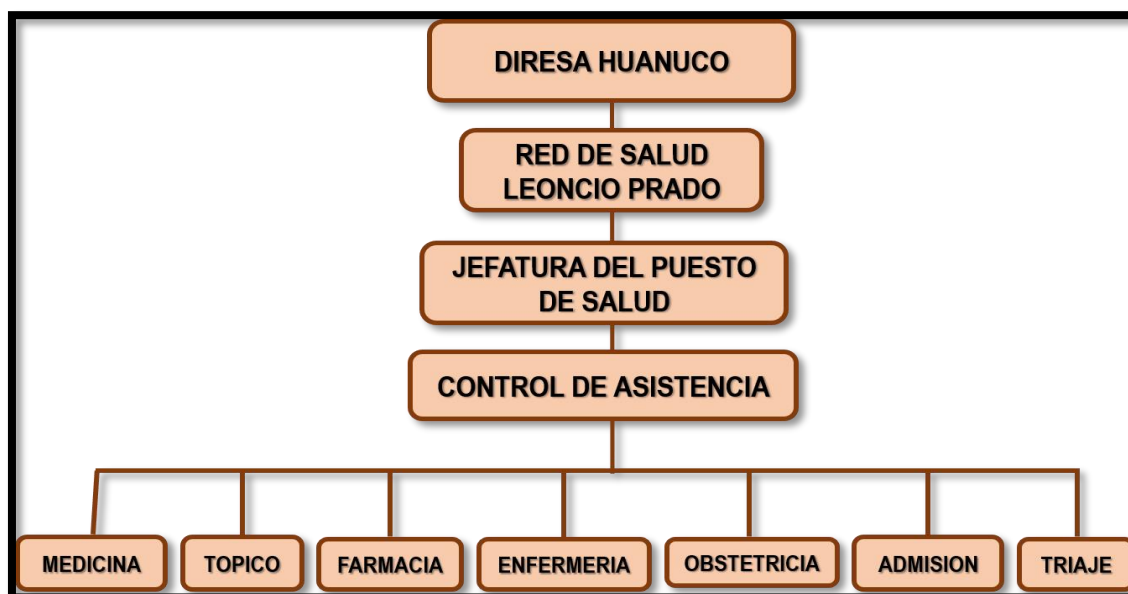 DIRESA HUANUCO
RED DE SALUD
LEONCIO PRADO
JEFATURA DEL PUESTO
DE SALUD
CONTROL DE ASISTENCIA
MEDICINA
TOPICO
FARMACIA
ENFERMERIA
OBSTETRICIA
ADMISION
TRIAJE